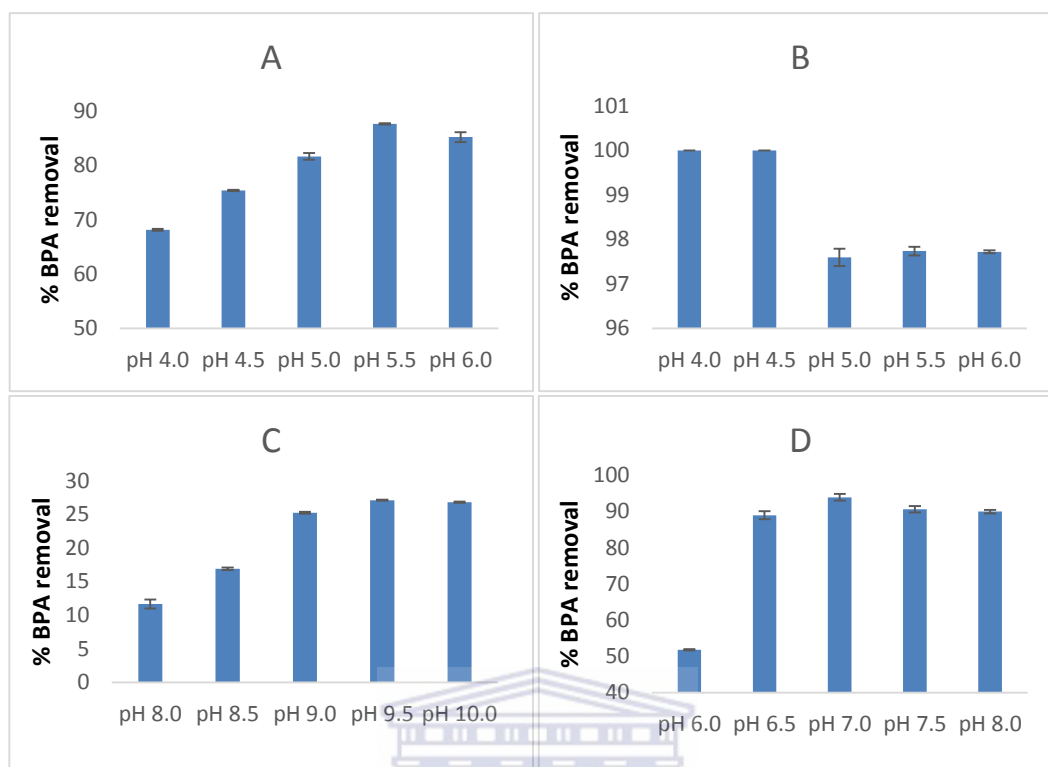 A
% BPA removal
90
80
70
60
50
pH 4.0 pH 4.5 pH 5.0 pH 5.5 pH 6.0
B
% BPA removal
101
100
99
98
97
96
pH 4.0 pH 4.5 pH 5.0 pH 5.5 pH 6.0
C
% BPA removal
30
25
20
15
10
5
0
pH 8.0 pH 8.5 pH 9.0 pH 9.5 pH 10.0
D
% BPA removal
100
90
80
70
60
50
40
pH 6.0 pH 6.5 pH 7.0 pH 7.5 pH 8.0